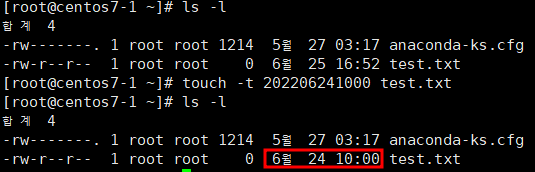 [root@centos7-1 ~]# ls -l
합계 4
-rw-------. 1 root root 1214 5월 27 03:17 anaconda-ks.cfg
-rw-r--r-- 1 root root 0 6월 25 16:52 test.txt
[root@centos7-1 ~]# touch -t 202206241000 test.txt
[root@centos7-1 ~]# ls -l
합계 4
-rw-------. 1 root root 1214 5월 27 03:17 anaconda-ks.cfg
-rw-r--r-- 1 root root 0 6월 24 10:00 test.txt